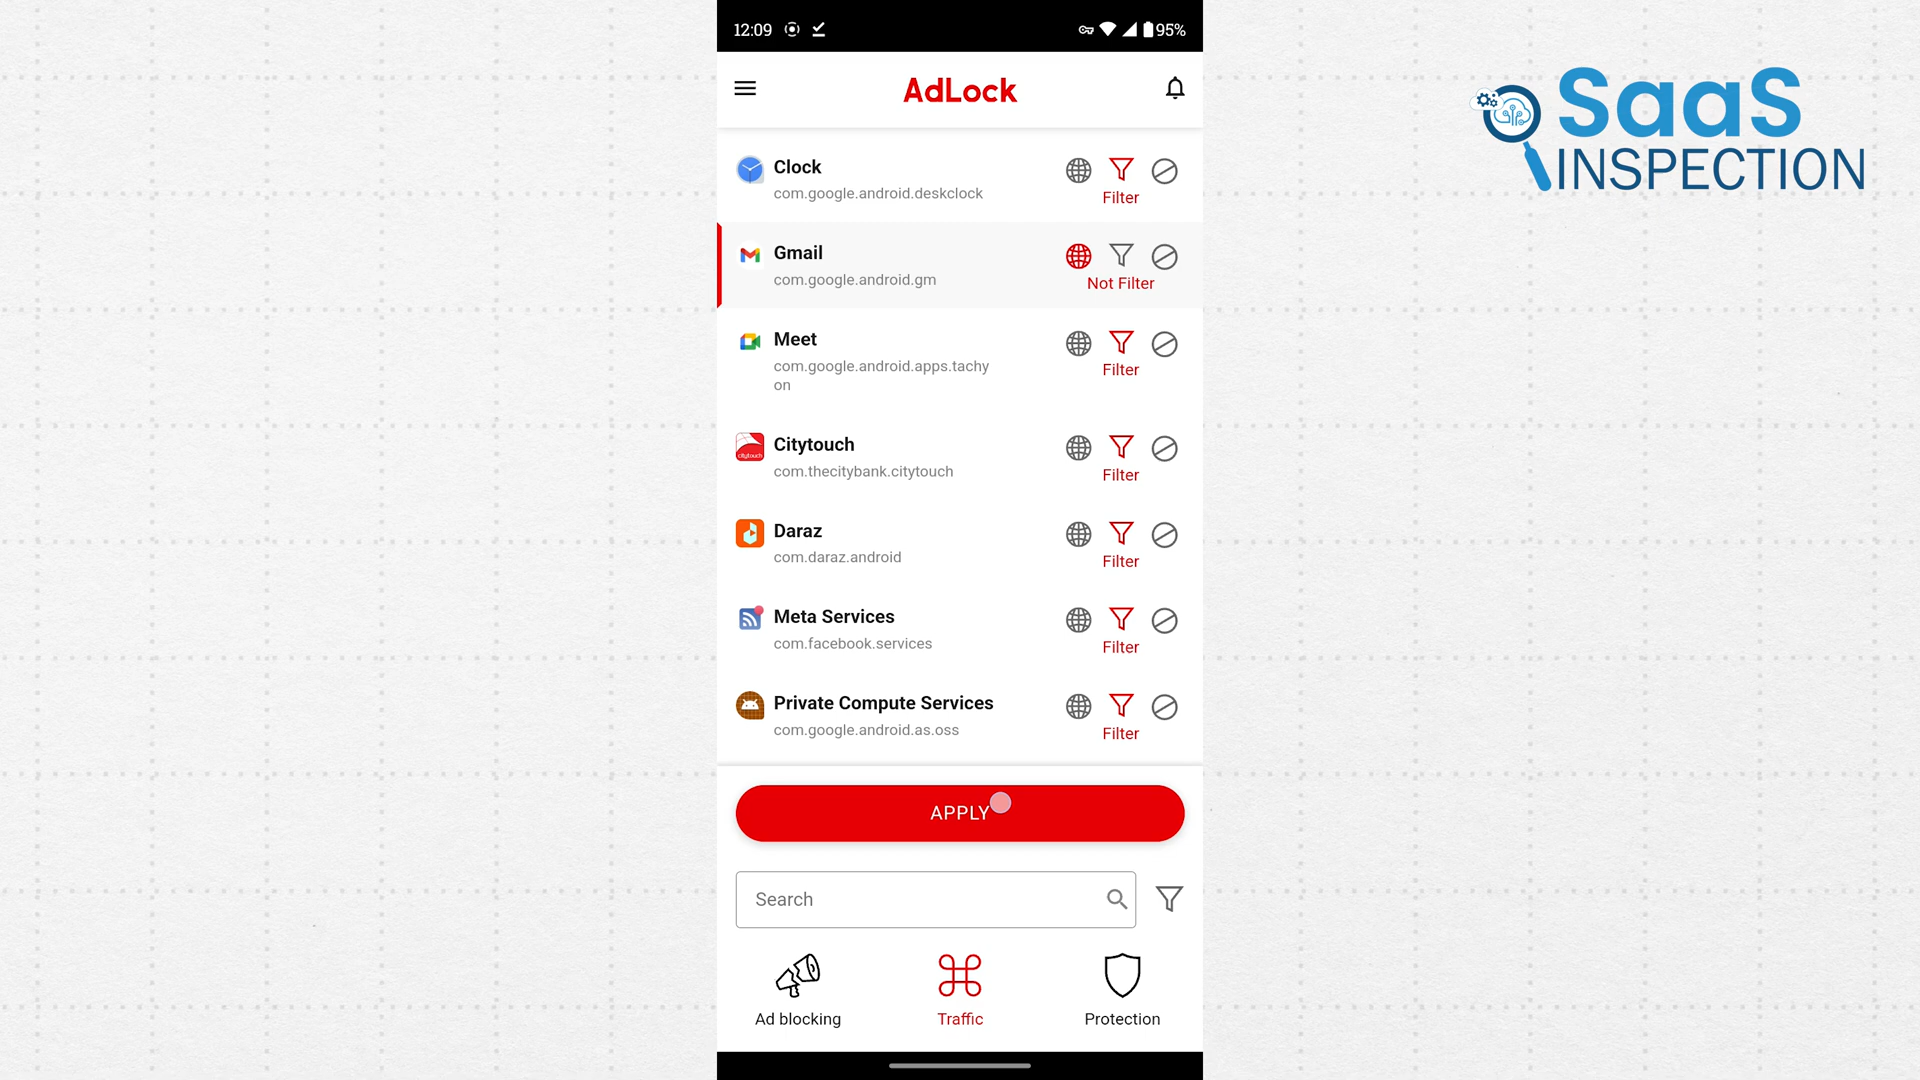 12:09
95%
AdLock
SaaS
INSPECTION
Clock
com.google.android.deskclock
Filter
Gmail
com.google.android.gm
Not Filter
Meet
com.google.android.apps.tachy
on
Filter
Citytouch
com.thecitybank.citytouch
citytouch
Filter
Daraz
com.daraz.android
Filter
Meta Services
com.facebook.services
Filter
Private Compute Services
com.google.android.as.oss
Filter
APPLY
Search
Ad blocking
Traffic
Protection